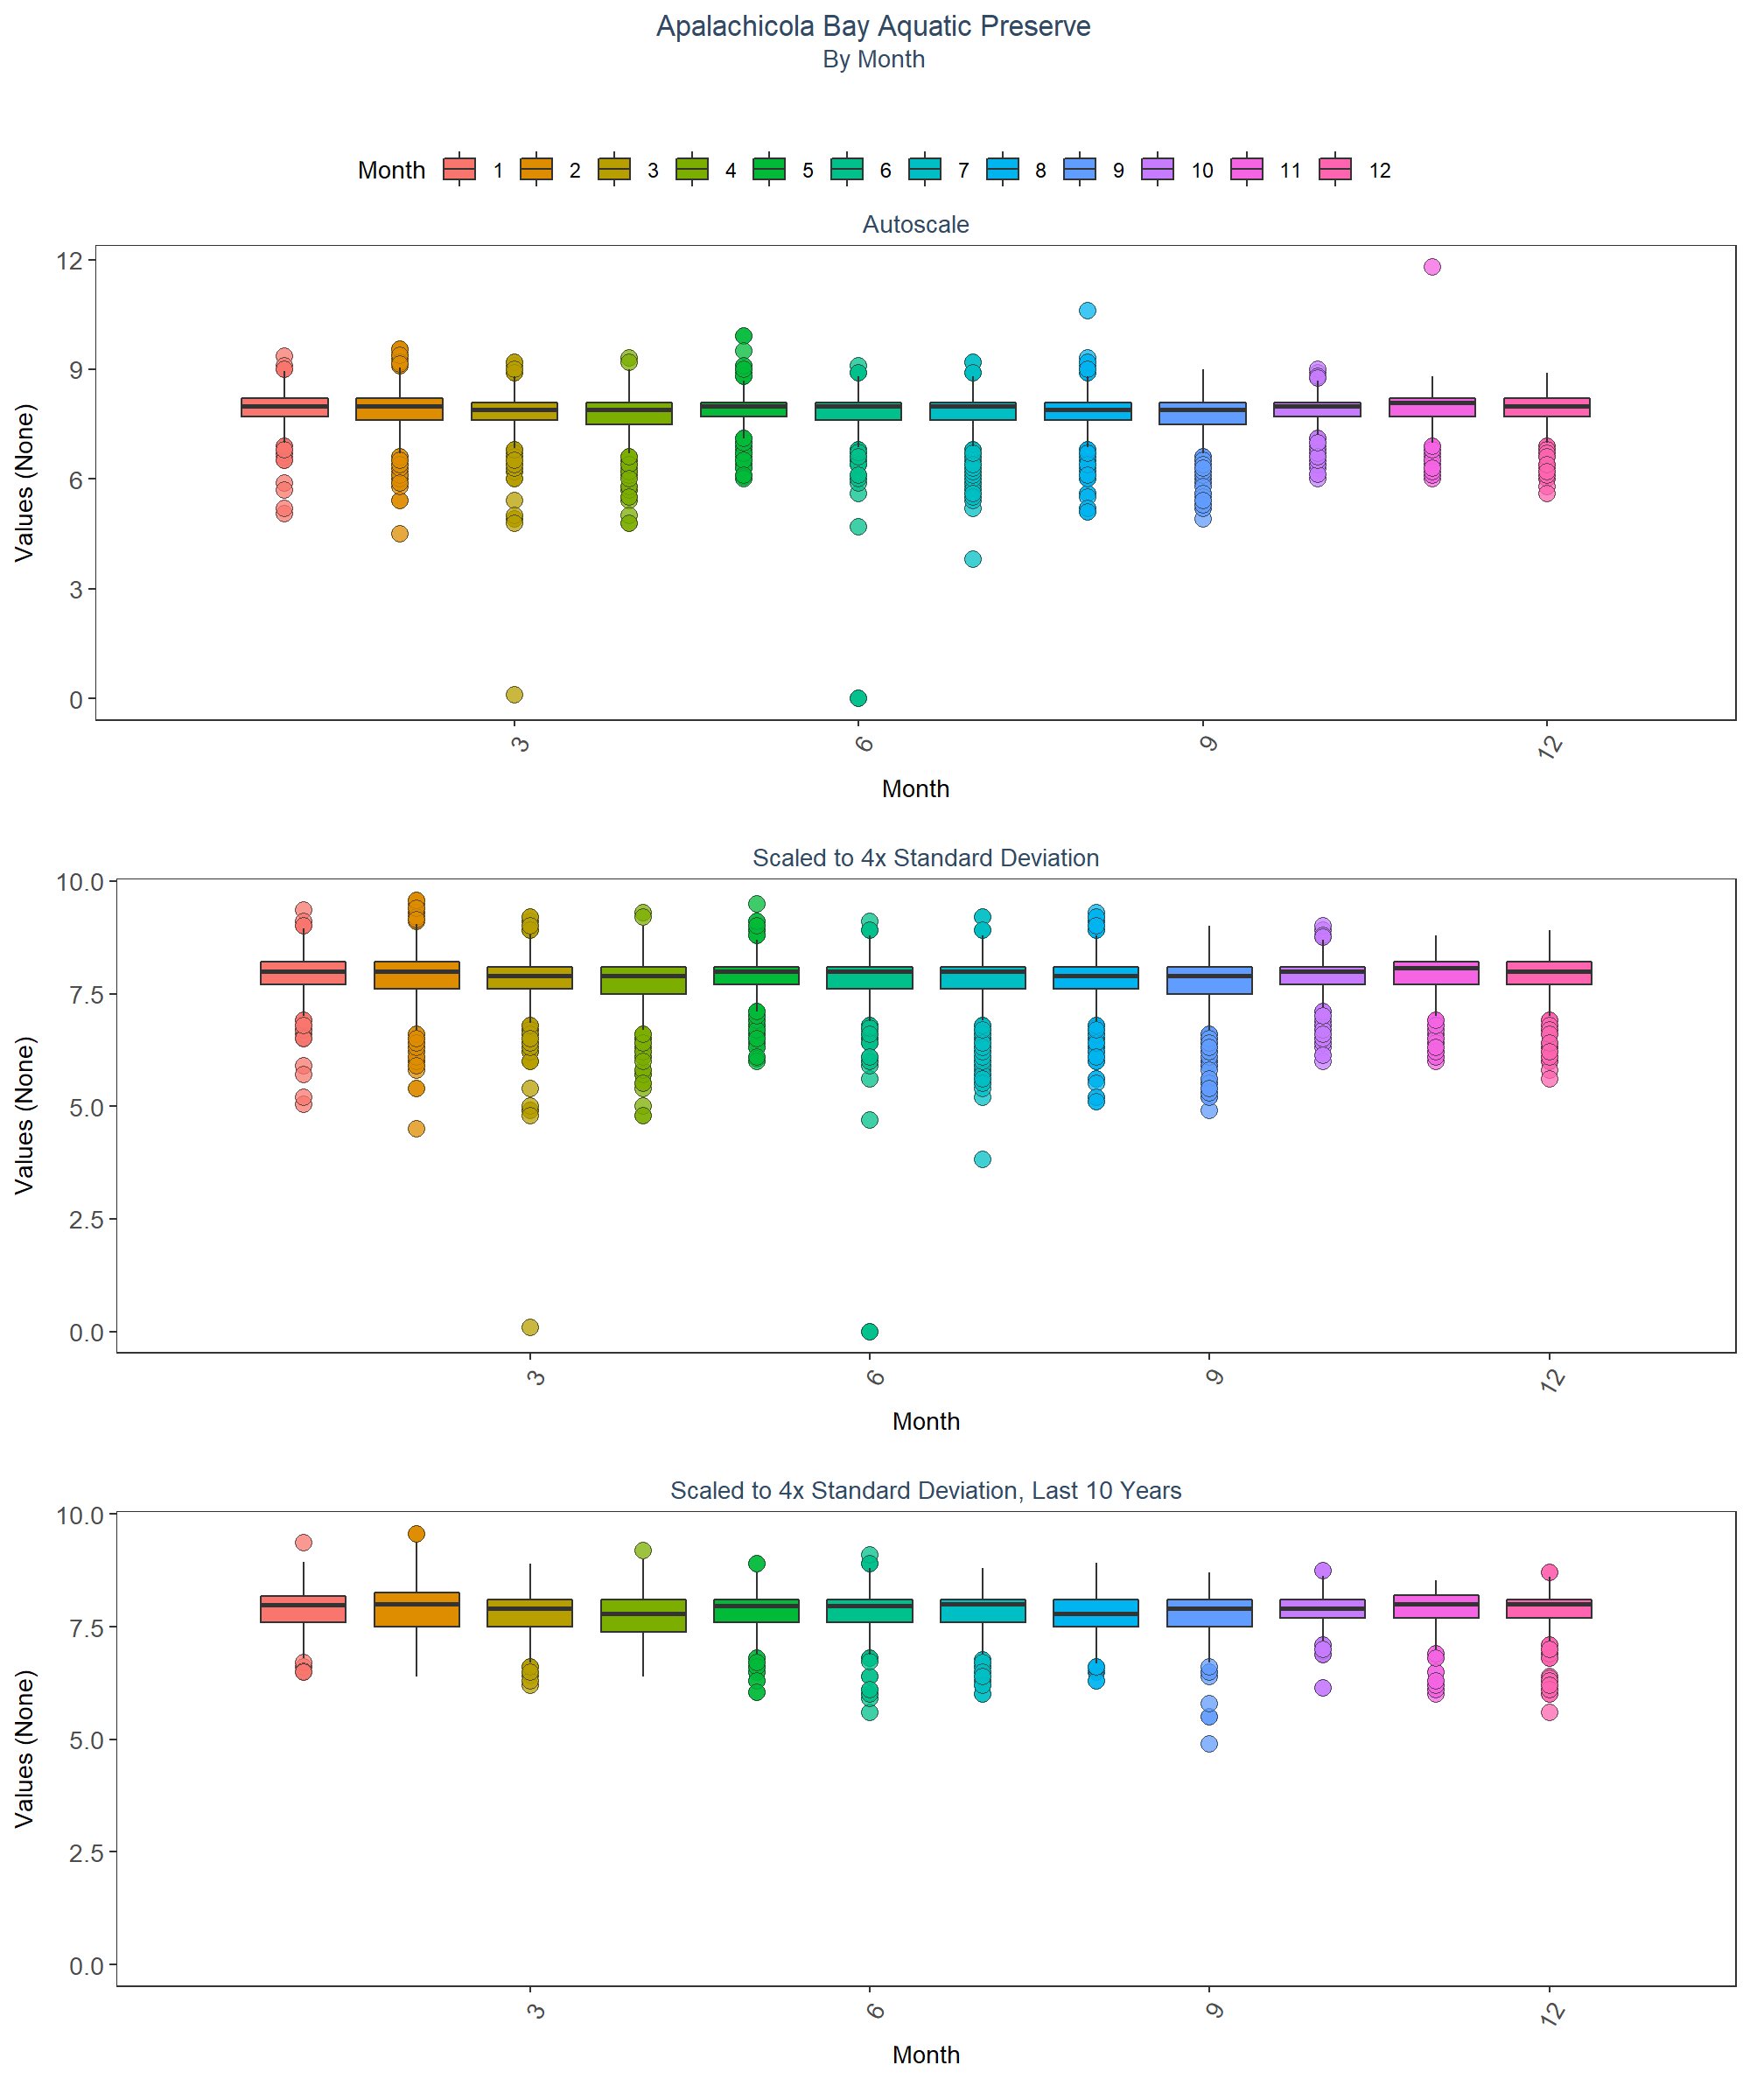 Apalachicola Bay Aquatic Preserve
By Month
Month 1 2 3 4 5 6 7 8 9 10 11 12
Autoscale
Values (None)
12
9
6
3
0
3 6 9 12
Month
Scaled to 4x Standard Deviation
Values (None)
10.0
7.5
5.0
2.5
0.0
3 6 9 12
Month
Scaled to 4x Standard Deviation, Last 10 Years
Values (None)
10.0
7.5
5.0
2.5
0.0
3 6 9 12
Month